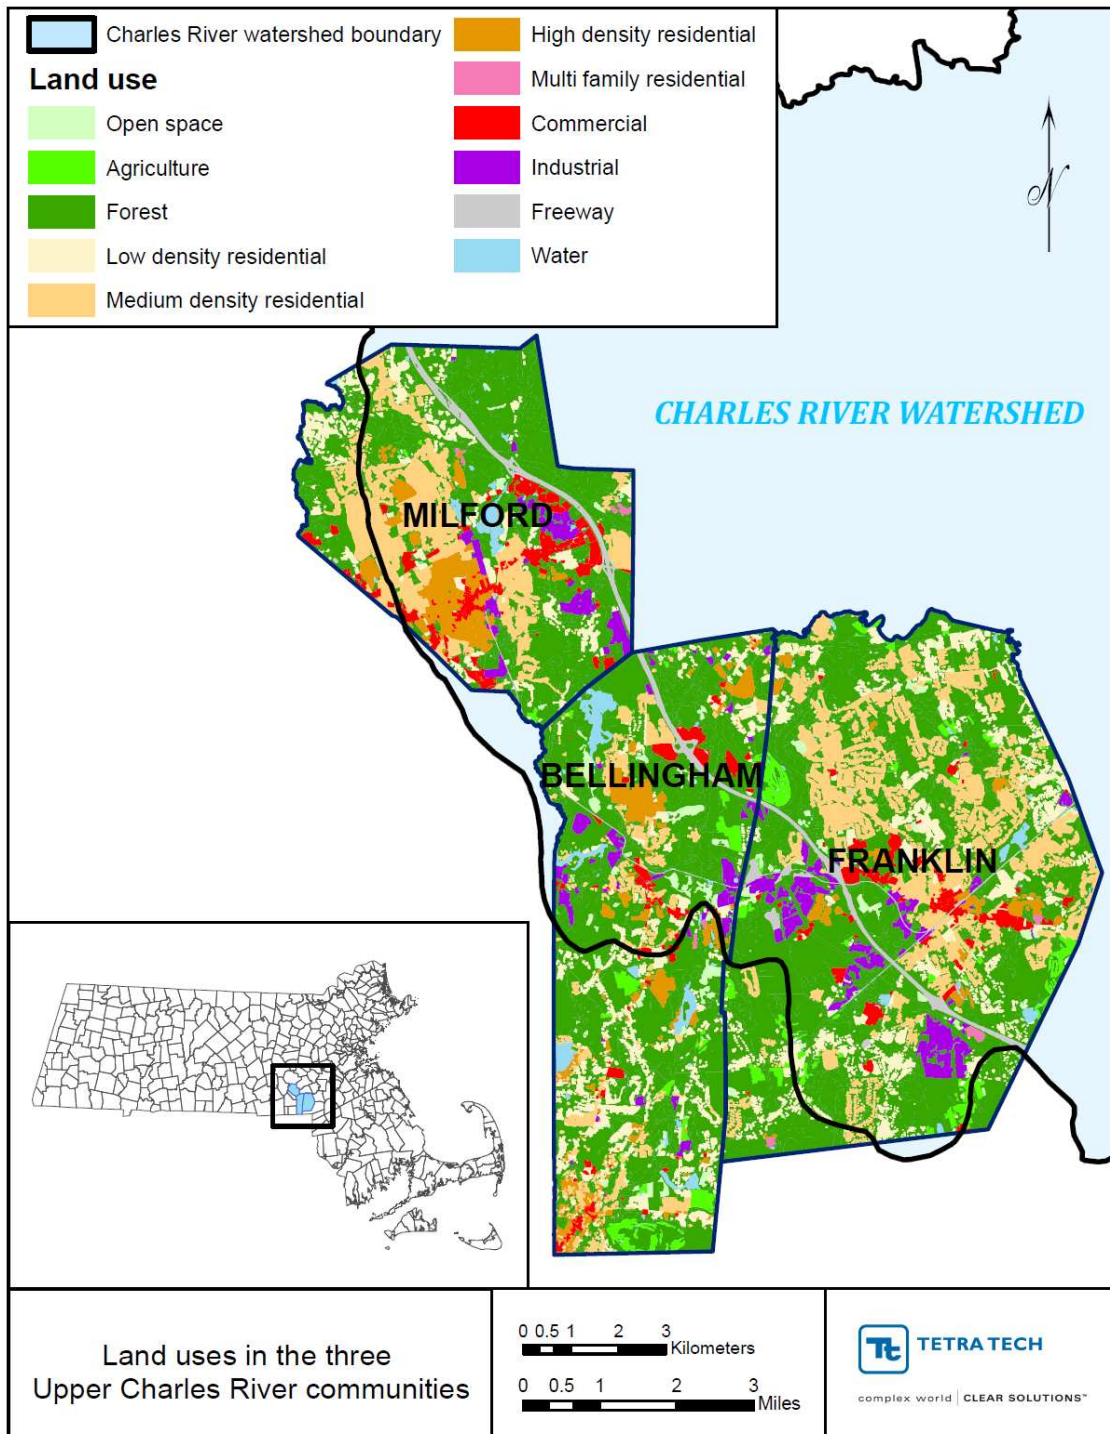 Charles River watershed boundary
Land use
Open space
Agriculture
Forest
Low density residential
Medium density residential
High density residential
Multi family residential
Commercial
Industrial
Freeway
Water
N
CHARLES RIVER WATERSHED
MILFORD
BELLINGHAM
FRANKLIN
Land uses in the three
Upper Charles River communities
0 0.5 1 2 3
Kilometers
0 0.5 1 2 3
Miles
Tt TETRA TECH
complex world | CLEAR SOLUTIONS™